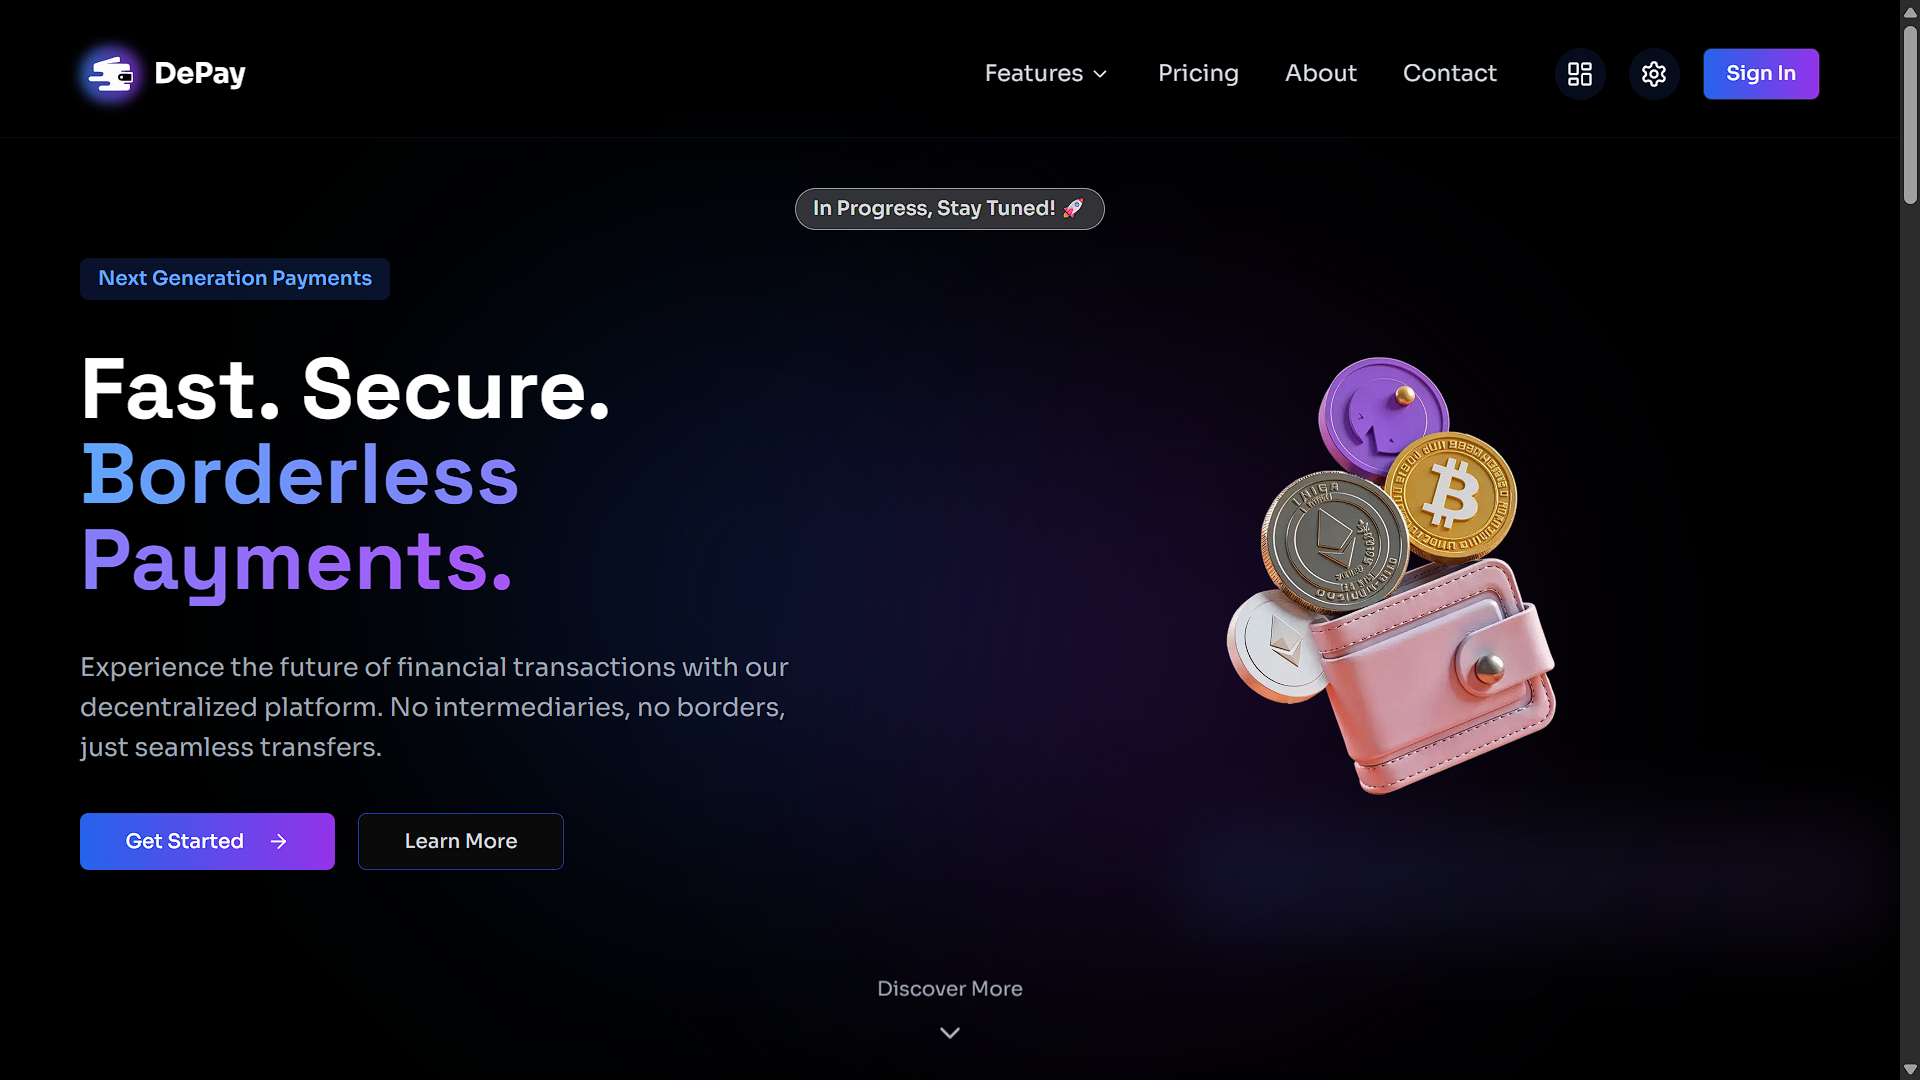 DePay
Features
Pricing
About
Contact
Sign In
In Progress, Stay Tuned! 🚀
Next Generation Payments
Fast. Secure.
Borderless
Payments.
Experience the future of financial transactions with our
decentralized platform. No intermediaries, no borders,
just seamless transfers.
Get Started →
Learn More
Discover More